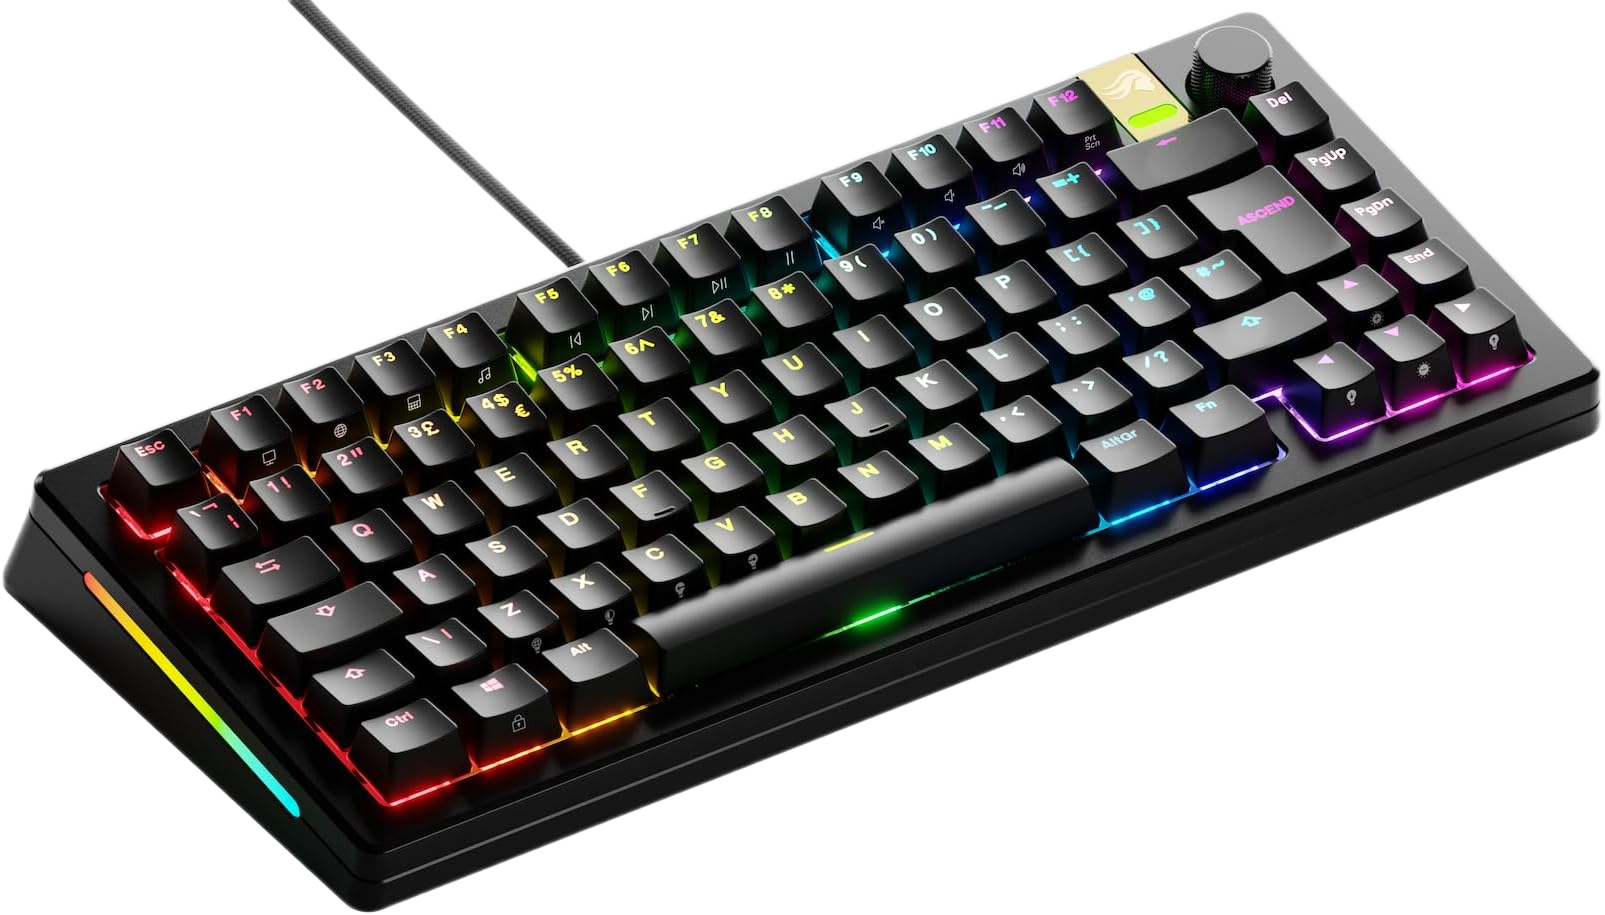 Esc F1 F2 F3 F4 F5 F6 F7 F8 F9 F10 F11 F12 Del
Prt
Scn
` ¬ ¦ 1! 2" 3£ 4$ € 5% 6^ 7& 8* 9( 0) -_ =+ PgUp
Q W E R T Y U I O P [{ ]} ASCEND PgDn
A S D F G H J K L ;: '@ #~ End
\| Z X C V B N M ,< .> /?
Ctrl Alt AltGr Fn